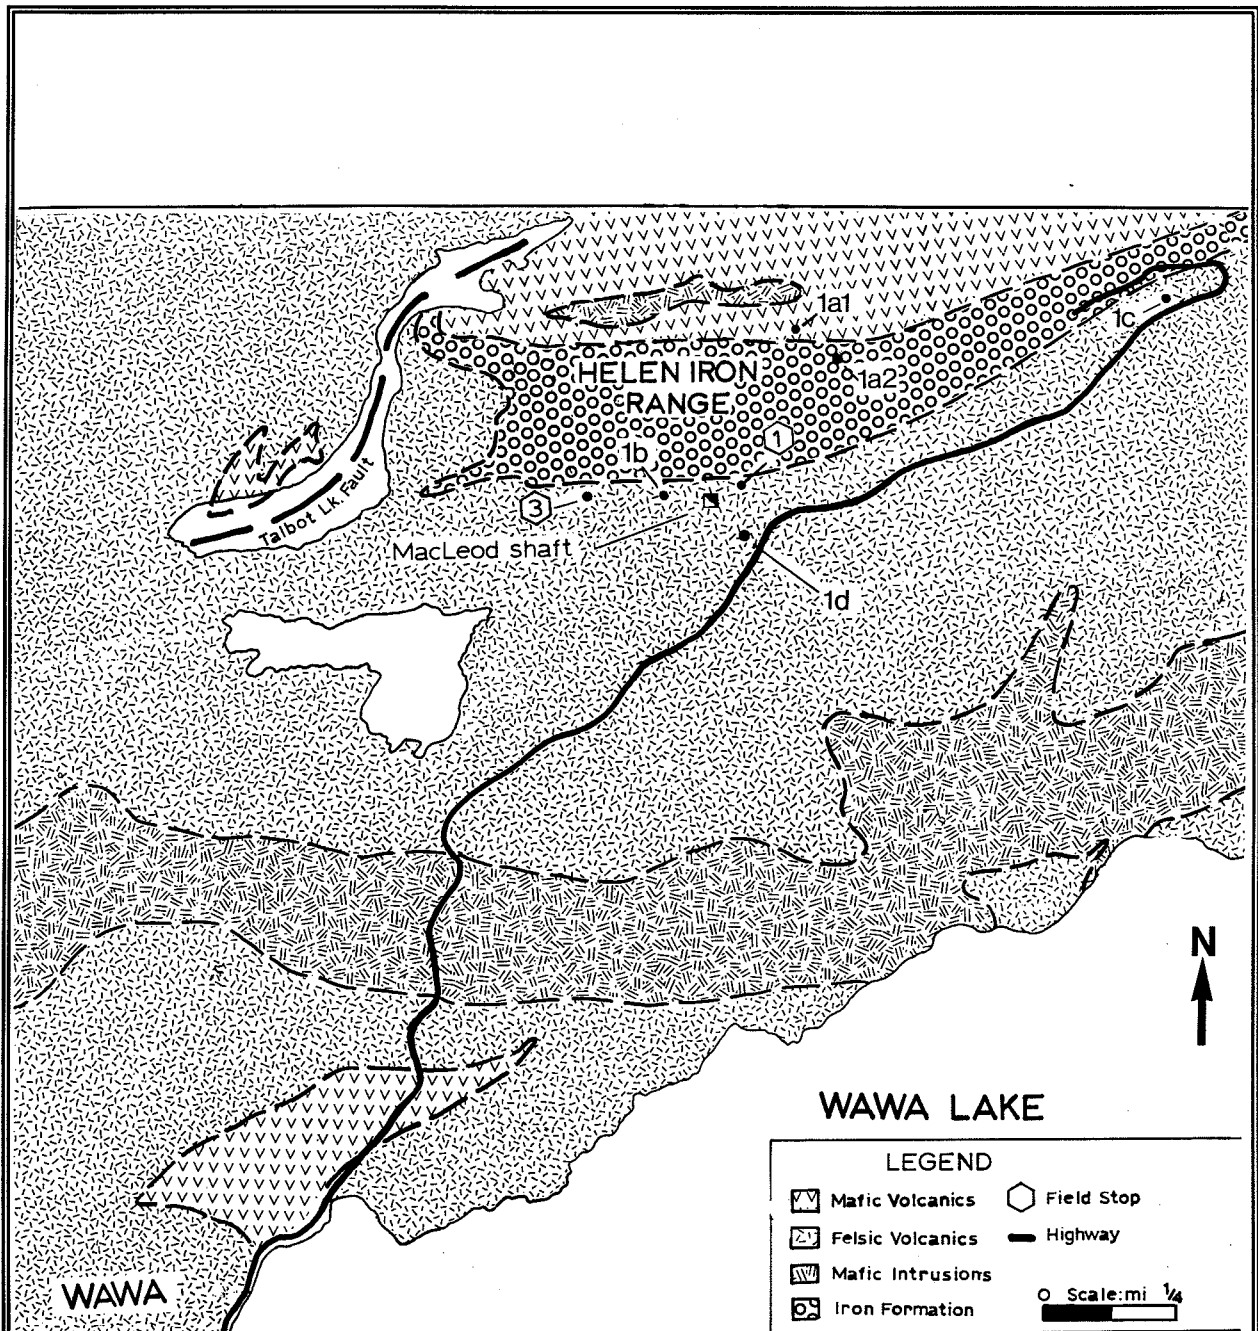 1a1
1c
HELEN IRON
RANGE
1a2
1
1b
3
Talbot Lk. Fault
MacLeod shaft
1d
N
WAWA LAKE
LEGEND
Mafic Volcanics
Field Stop
Felsic Volcanics
Highway
Mafic Intrusions
Iron Formation
O Scale:mi 1/4
WAWA